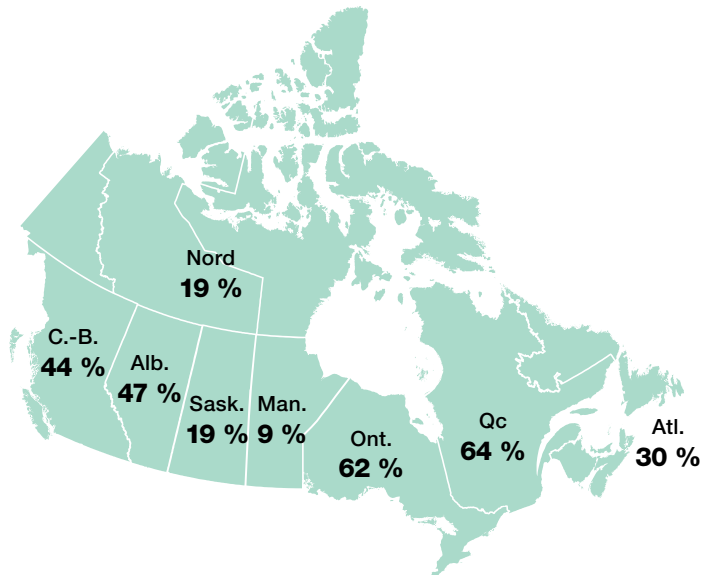 Nord
19 %
C.-B.
44 %
Alb.
47 %
Sask.
19 %
Man.
9 %
Ont.
62 %
Qc
64 %
Atl.
30 %